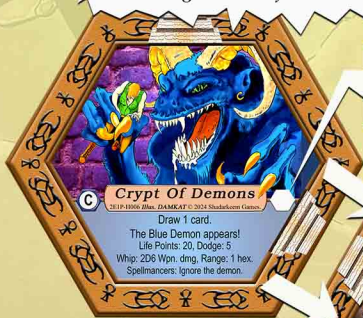 C
Crypt Of Demons
2E1P-H006 Illus. DAMKAT © 2024 Shadarkeem Games.
Draw 1 card.
The Blue Demon appears!
Life Points: 20, Dodge: 5
Whip: 2D6 Wpn. dmg, Range: 1 hex.
Spellmancers: Ignore the demon.